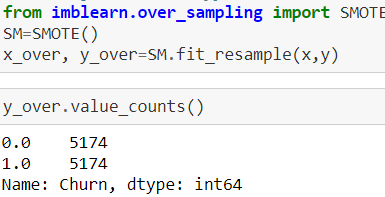 from imblearn.over_sampling import SMOTE
SM=SMOTE()
x_over, y_over=SM.fit_resample(x,y)
y_over.value_counts()
0.0    5174
1.0    5174
Name: Churn, dtype: int64